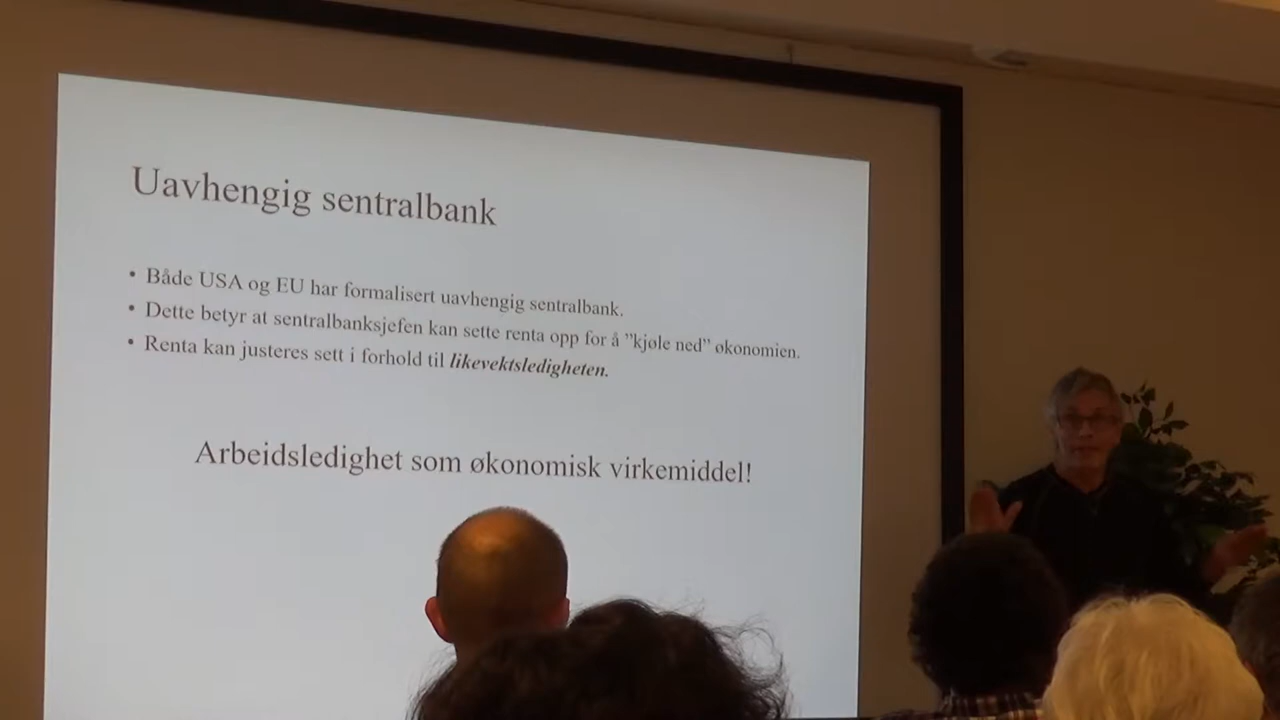 Uavhengig sentralbank
• Både USA og EU har formalisert uavhengig sentralbank.
• Dette betyr at sentralbanksjefen kan sette renta opp for å ”kjøle ned” økonomien.
• Renta kan justeres sett i forhold til likevektsledigheten.
Arbeidsledighet som økonomisk virkemiddel!